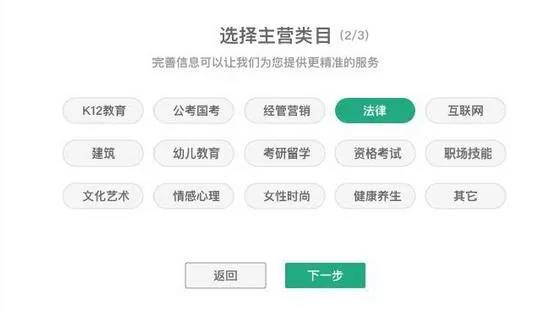 选择主营类目 (2/3)
完善信息可以让我们为您提供更精准的服务
K12教育 公考国考 经管营销 法律 互联网
建筑 幼儿教育 考研留学 资格考试 职场技能
文化艺术 情感心理 女性时尚 健康养生 其它
返回 下一步